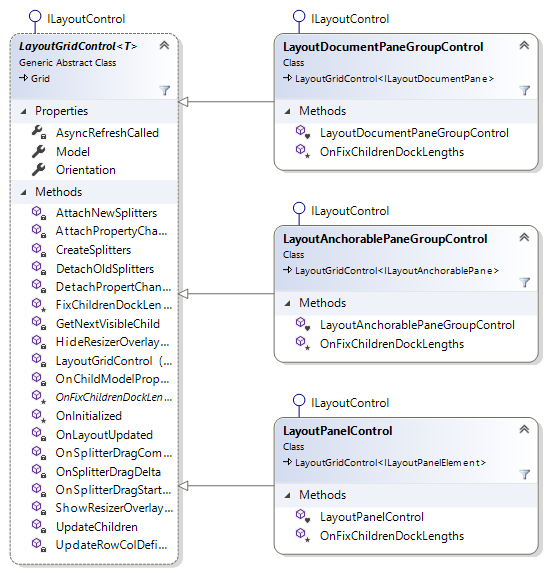 ILayoutControl
LayoutGridControl<T>
Generic Abstract Class
Grid
Properties
AsyncRefreshCalled
Model
Orientation
Methods
AttachNewSplitters
AttachPropertyCha...
CreateSplitters
DetachOldSplitters
DetachPropertChan...
FixChildrenDockLen...
GetNextVisibleChild
HideResizerOverlay...
LayoutGridControl (...
OnChildModelProp...
OnFixChildrenDockLen...
OnInitialized
OnLayoutUpdated
OnSplitterDragCom...
OnSplitterDragDelta
OnSplitterDragStart...
ShowResizerOverlay...
UpdateChildren
UpdateRowColDefi...
ILayoutControl
LayoutDocumentPaneGroupControl
Class
LayoutGridControl<ILayoutDocumentPane>
Methods
LayoutDocumentPaneGroupControl
OnFixChildrenDockLengths
ILayoutControl
LayoutAnchorablePaneGroupControl
Class
LayoutGridControl<ILayoutAnchorablePane>
Methods
LayoutAnchorablePaneGroupControl
OnFixChildrenDockLengths
ILayoutControl
LayoutPanelControl
Class
LayoutGridControl<ILayoutPanelElement>
Methods
LayoutPanelControl
OnFixChildrenDockLengths